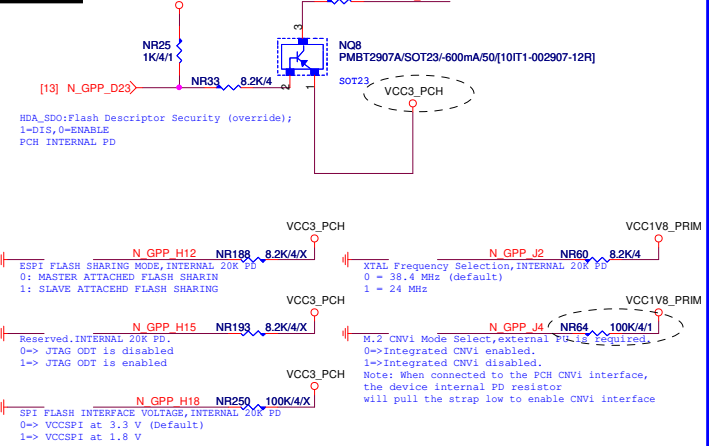 3
NR25
1K/4/1
NQ8
PMBT2907A/SOT23/-600mA/50/[10IT1-002907-12R]
SOT23
[13] N_GPP_D23
NR33
8.2K/4
2
1
VCC3_PCH
HDA_SDO:Flash Descriptor Security (override);
1=DIS,0=ENABLE
PCH INTERNAL PD
VCC3_PCH
N_GPP_H12
NR188
8.2K/4/X
ESPI FLASH SHARING MODE,INTERNAL 20K PD
0: MASTER ATTACHED FLASH SHARIN
1: SLAVE ATTACEHD FLASH SHARING
VCC1V8_PRIM
N_GPP_J2
NR60
8.2K/4
XTAL Frequency Selection,INTERNAL 20K PD
0 = 38.4 MHz (default)
1 = 24 MHz
VCC3_PCH
N_GPP_H15
NR193
8.2K/4/X
Reserved.INTERNAL 20K PD.
0=> JTAG ODT is disabled
1=> JTAG ODT is enabled
VCC1V8_PRIM
N_GPP_J4
NR64
100K/4/1
M.2 CNVi Mode Select,external PU is required.
0=>Integrated CNVi enabled.
1=>Integrated CNVi disabled.
Note: When connected to the PCH CNVi interface,
the device internal PD resistor
will pull the strap low to enable CNVi interface
VCC3_PCH
N_GPP_H18
NR250
100K/4/X
SPI FLASH INTERFACE VOLTAGE,INTERNAL 20K PD
0=> VCCSPI at 3.3 V (Default)
1=> VCCSPI at 1.8 V